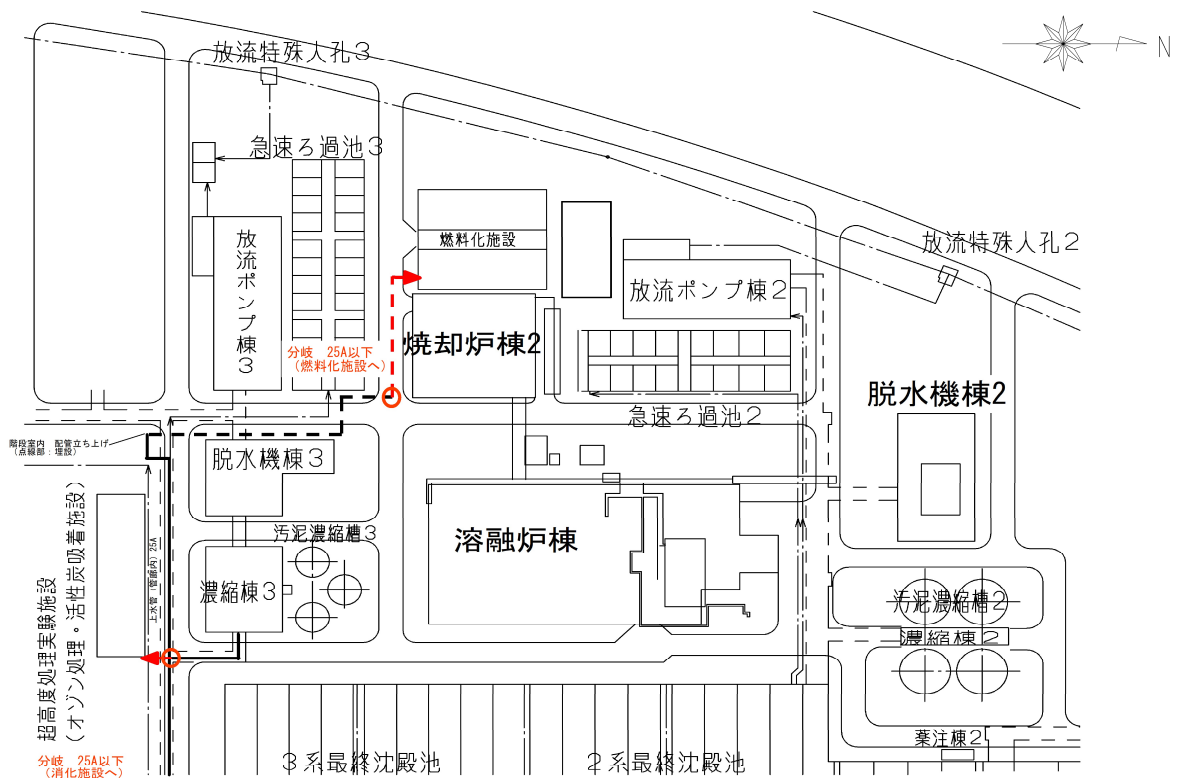 放流特殊人孔3
N
急速ろ過池3
放流ポンプ棟3
燃料化施設
放流特殊人孔2
放流ポンプ棟2
焼却炉棟2
分岐 25A以下
(燃料化施設へ)
脱水機棟2
急速ろ過池2
階段室内 配管立ち上げ
(点線部:埋設)
脱水機棟3
汚泥濃縮槽3
溶融炉棟
上水管(管廊内)25A
濃縮棟3
汚泥濃縮槽2
濃縮棟2
超高度処理実験施設
(オゾン処理・活性炭吸着施設)
薬注棟2
分岐 25A以下
(消化施設へ)
3系最終沈殿池
2系最終沈殿池